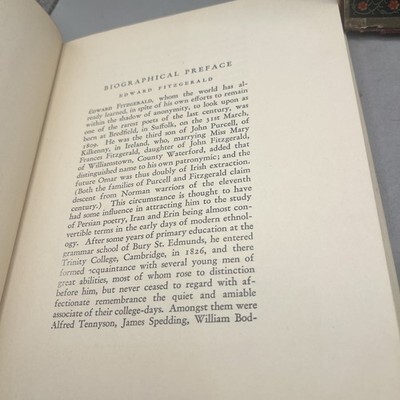 BIOGRAPHICAL PREFACE
EDWARD FITZGERALD
EDWARD FITZGERALD, whom the world has al-
ready learned, in spite of his own efforts to remain
within the shadow of anonymity, to look upon as
one of the rarest poets of the last century, was
born at Bredfield, in Suffolk, on the 31st March,
1809. He was the third son of John Purcell, of
Kilkenny, in Ireland, who, marrying Miss Mary
Frances Fitzgerald, daughter of John Fitzgerald,
of Williamstown, County Waterford, added that
distinguished name to his own patronymic; and the
future Omar was thus doubly of Irish extraction.
(Both the families of Purcell and Fitzgerald claim
descent from Norman warriors of the eleventh
century.) This circumstance is thought to have
had some influence in attracting him to the study
of Persian poetry, Iran and Erin being almost con-
vertible terms in the early days of modern ethnol-
ogy. After some years of primary education at the
grammar school of Bury St. Edmunds, he entered
Trinity College, Cambridge, in 1826, and there
formed acquaintance with several young men of
great abilities, most of whom rose to distinction
before him, but never ceased to regard with af-
fectionate remembrance the quiet and amiable
associate of their college-days. Amongst them were
Alfred Tennyson, James Spedding, William Bod-